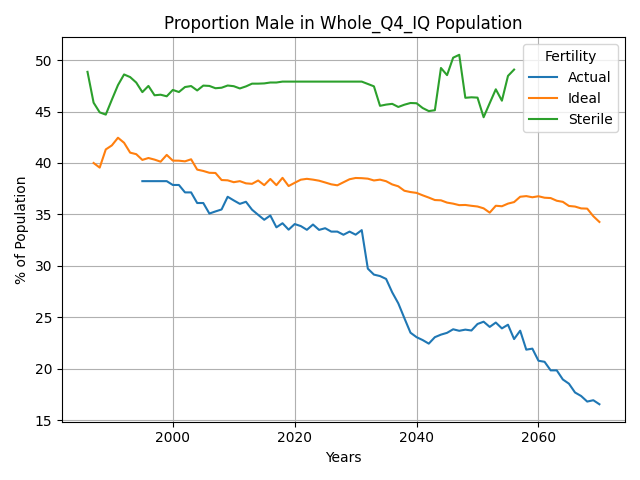 Proportion Male in Whole_Q4_IQ Population
% of Population
50
45
40
35
30
25
20
15
2000
2020
2040
2060
Years
Fertility
Actual
Ideal
Sterile